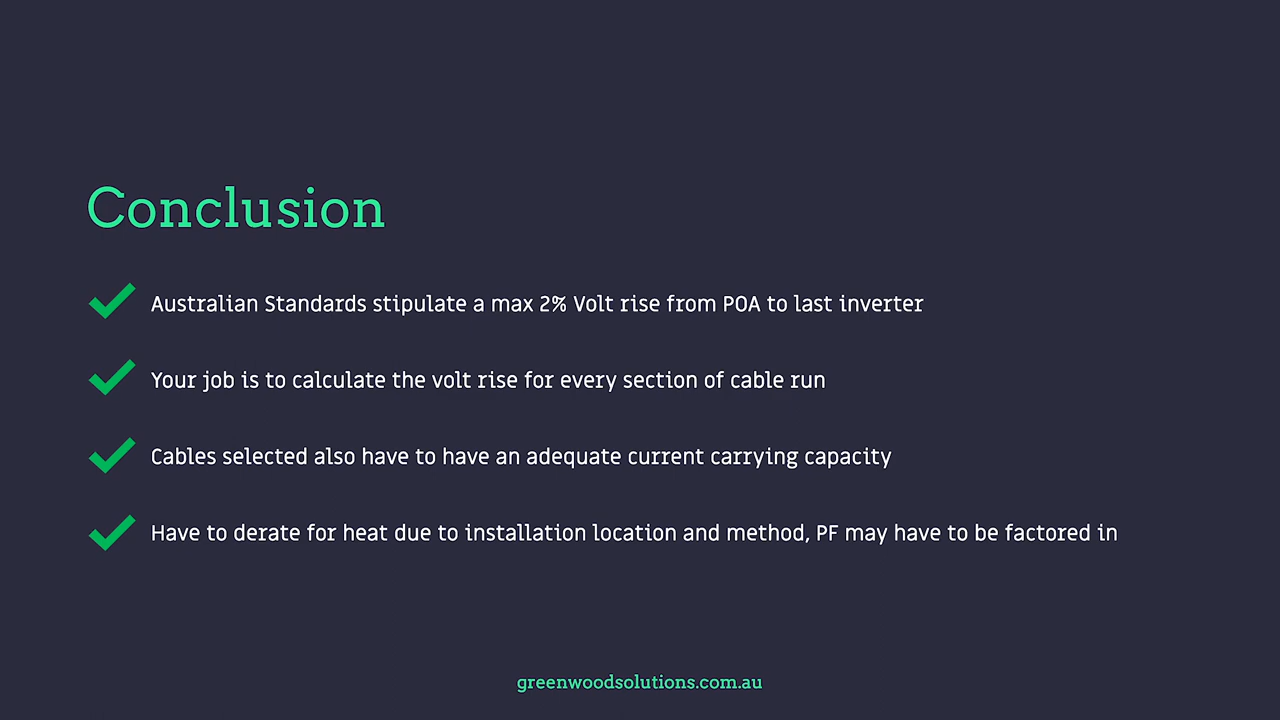 Conclusion
Australian Standards stipulate a max 2% Volt rise from POA to last inverter
Your job is to calculate the volt rise for every section of cable run
Cables selected also have to have an adequate current carrying capacity
Have to derate for heat due to installation location and method, PF may have to be factored in
greenwoodsolutions.com.au